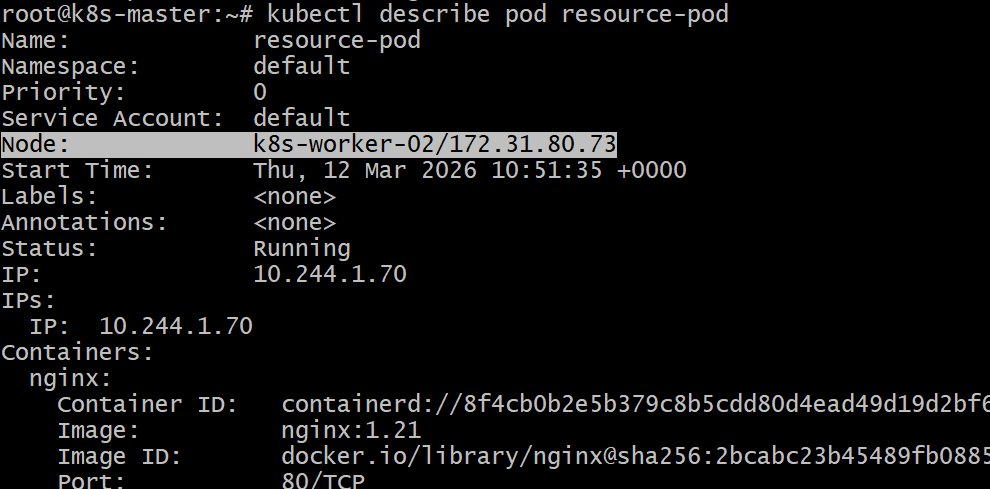 root@k8s-master:~# kubectl describe pod resource-pod
Name:             resource-pod
Namespace:        default
Priority:         0
Service Account:  default
Node:             k8s-worker-02/172.31.80.73
Start Time:       Thu, 12 Mar 2026 10:51:35 +0000
Labels:           <none>
Annotations:      <none>
Status:           Running
IP:               10.244.1.70
IPs:
  IP:  10.244.1.70
Containers:
  nginx:
    Container ID:   containerd://8f4cb0b2e5b379c8b5cdd80d4ead49d19d2bf6
    Image:          nginx:1.21
    Image ID:       docker.io/library/nginx@sha256:2bcabc23b45489fb0885
    Port:           80/TCP